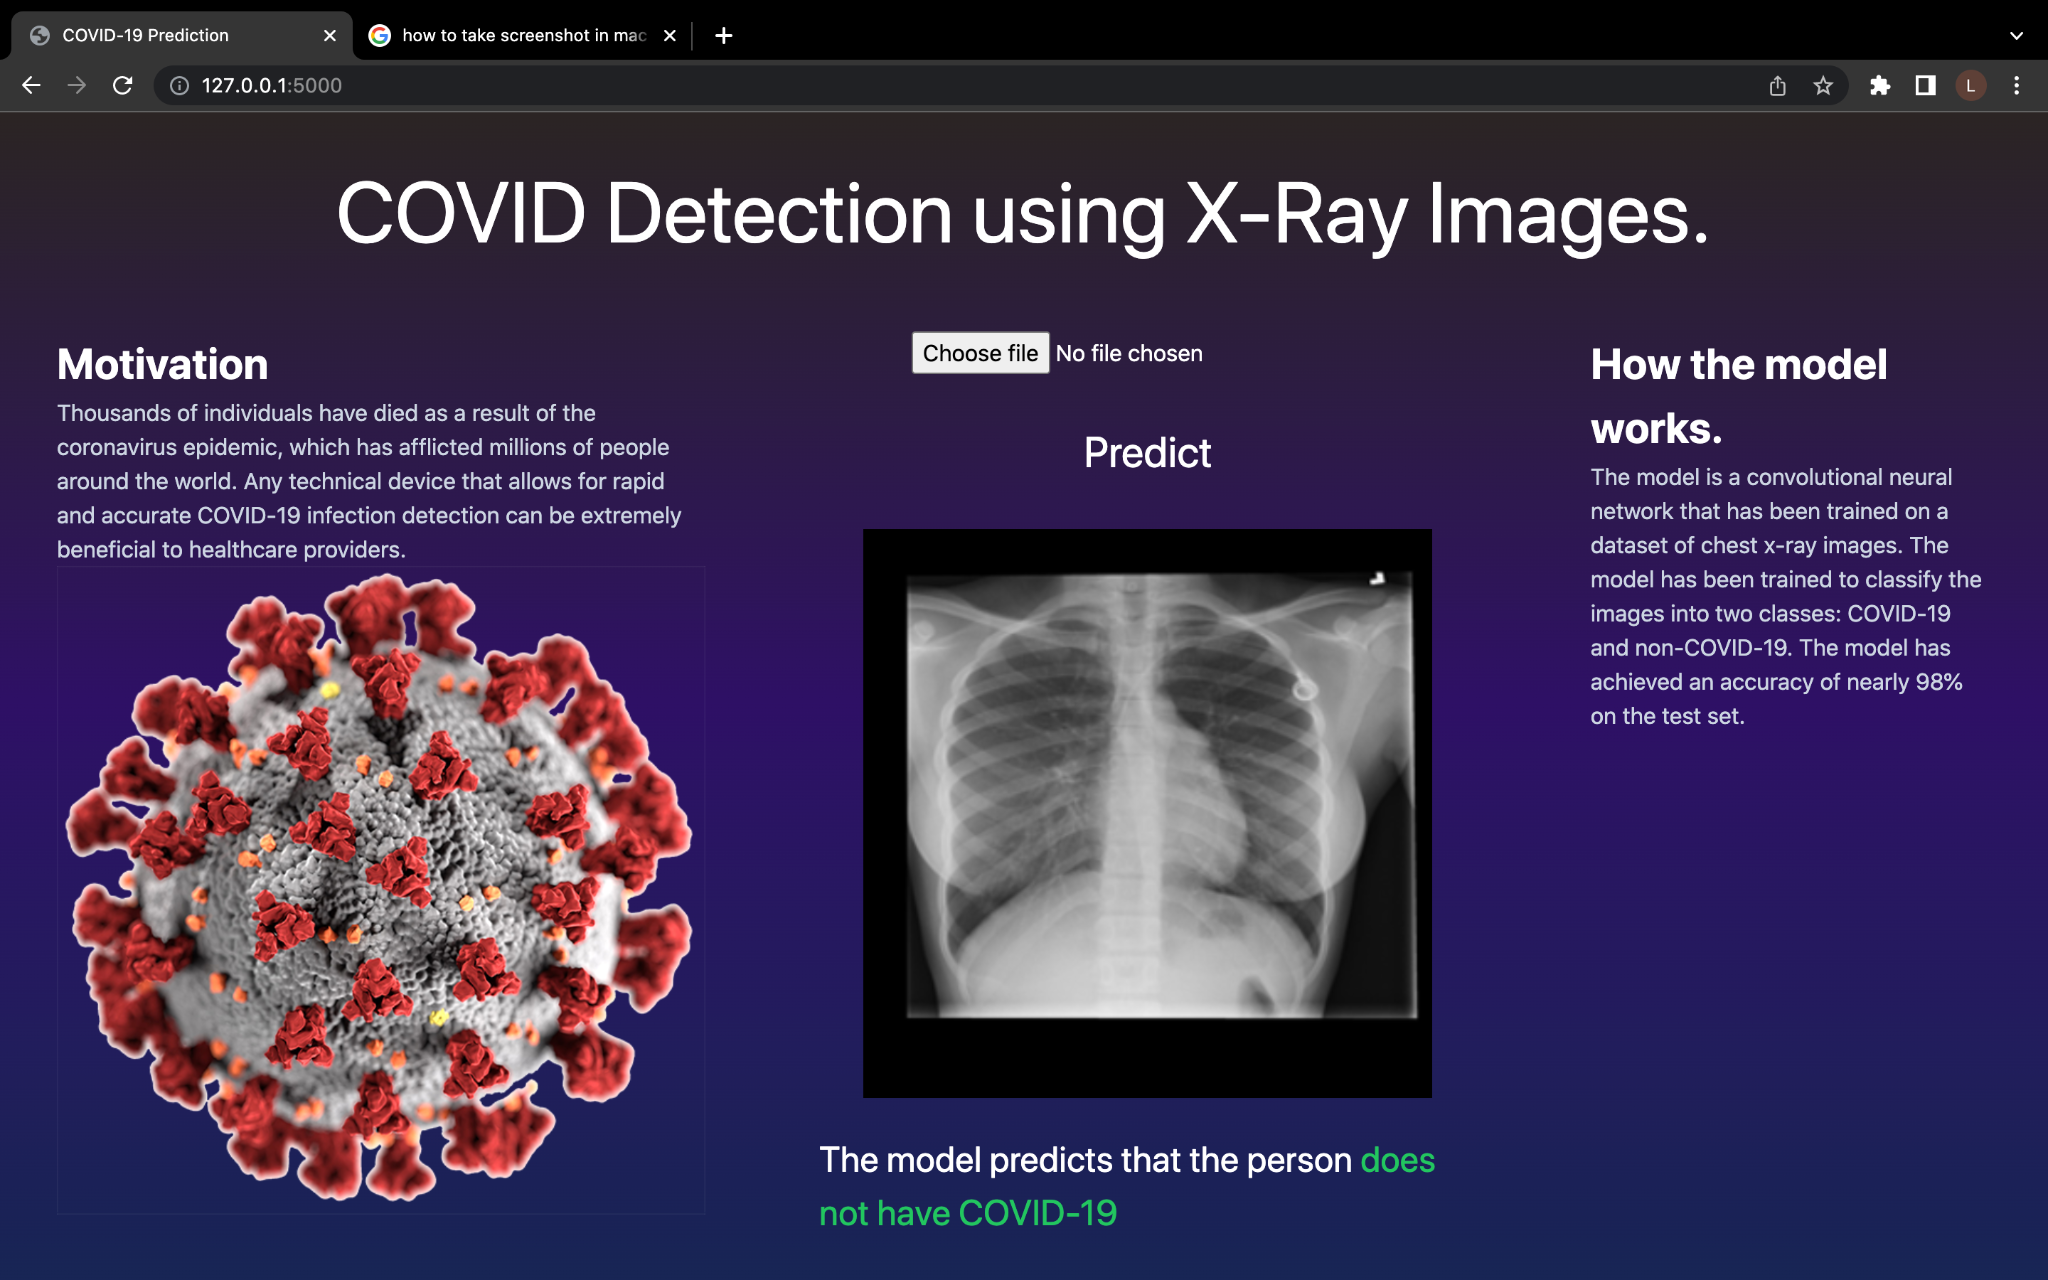 COVID-19 Prediction
how to take screenshot in mac
127.0.0.1:5000
L
COVID Detection using X-Ray Images.
Motivation
Thousands of individuals have died as a result of the
coronavirus epidemic, which has afflicted millions of people
around the world. Any technical device that allows for rapid
and accurate COVID-19 infection detection can be extremely
beneficial to healthcare providers.
Choose file No file chosen
Predict
The model predicts that the person does
not have COVID-19
How the model
works.
The model is a convolutional neural
network that has been trained on a
dataset of chest x-ray images. The
model has been trained to classify the
images into two classes: COVID-19
and non-COVID-19. The model has
achieved an accuracy of nearly 98%
on the test set.